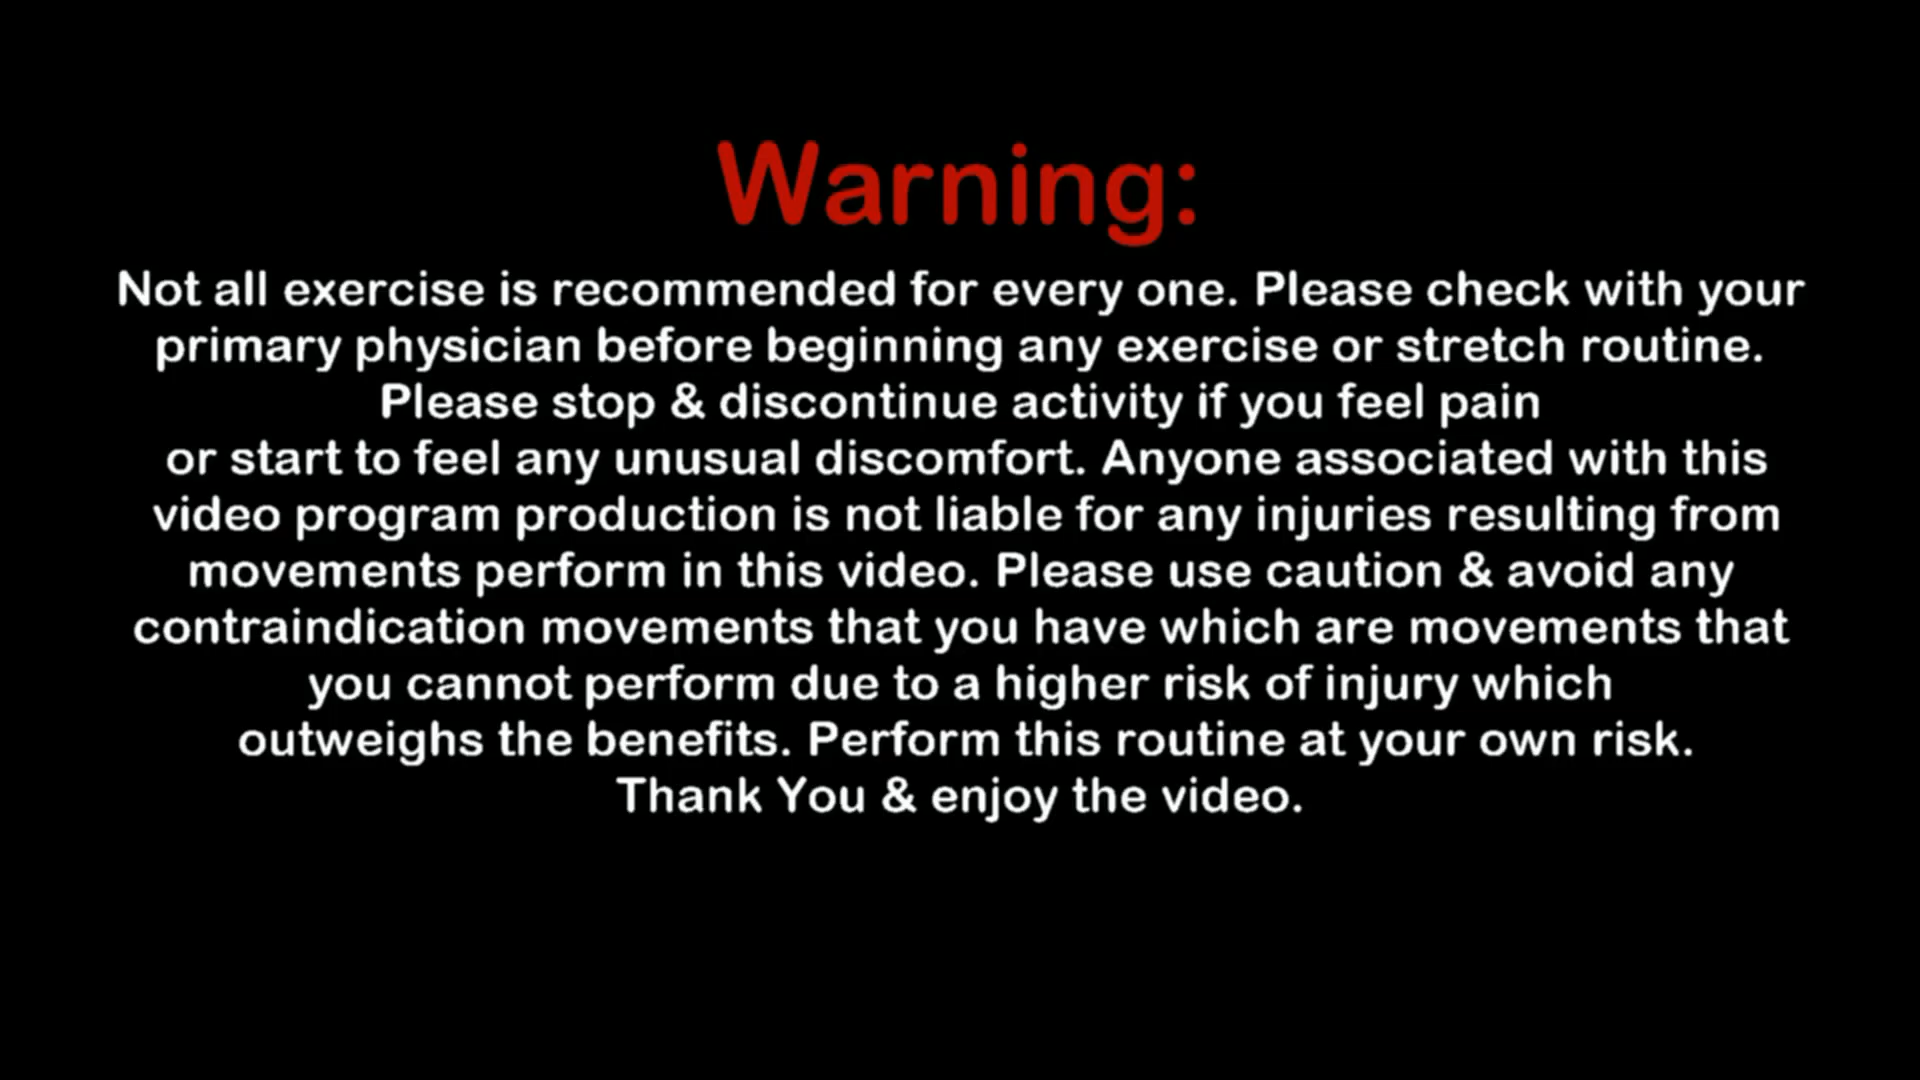 Warning:
Not all exercise is recommended for every one. Please check with your
primary physician before beginning any exercise or stretch routine.
Please stop & discontinue activity if you feel pain
or start to feel any unusual discomfort. Anyone associated with this
video program production is not liable for any injuries resulting from
movements perform in this video. Please use caution & avoid any
contraindication movements that you have which are movements that
you cannot perform due to a higher risk of injury which
outweighs the benefits. Perform this routine at your own risk.
Thank You & enjoy the video.